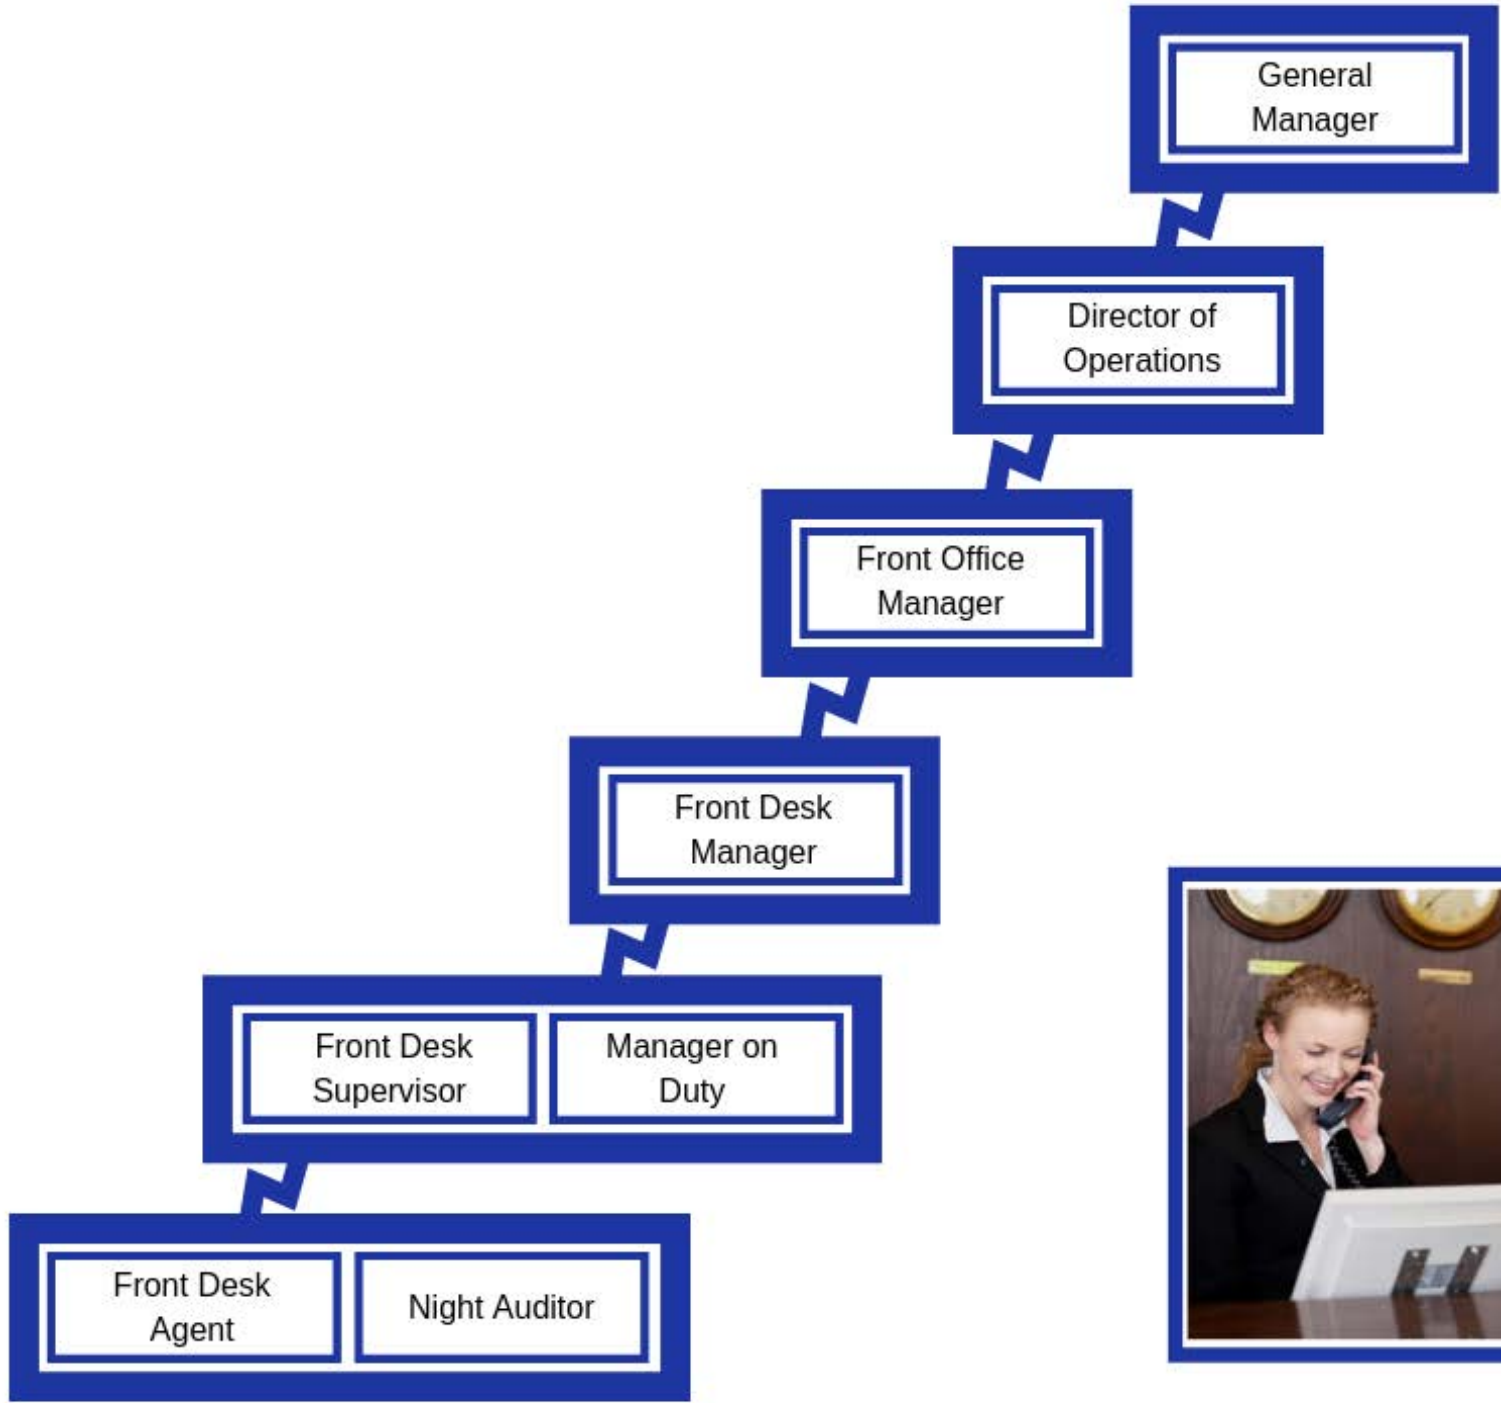 General
Manager
Director of
Operations
Front Office
Manager
Front Desk
Manager
Front Desk
Supervisor
Manager on
Duty
Front Desk
Agent
Night Auditor